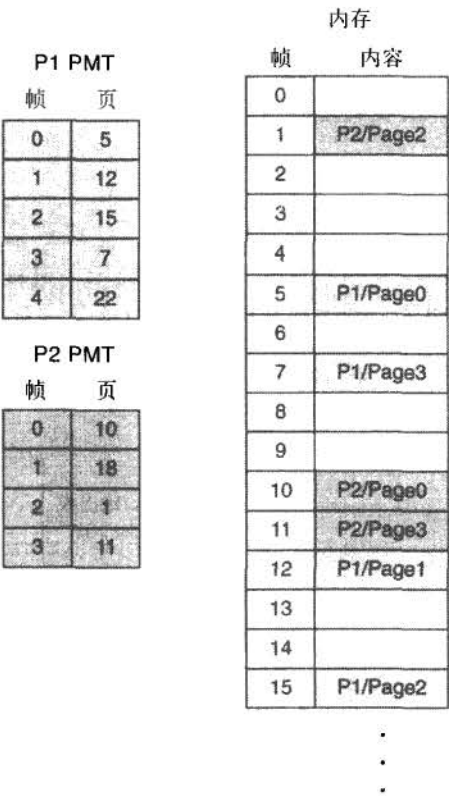 P1 PMT
帧 页
0 5
1 12
2 15
3 7
4 22
P2 PMT
帧 页
0 10
1 18
2 1
3 11
内存
帧 内容
0
1 P2/Page2
2
3
4
5 P1/Page0
6
7 P1/Page3
8
9
10 P2/Page0
11 P2/Page3
12 P1/Page1
13
14
15 P1/Page2